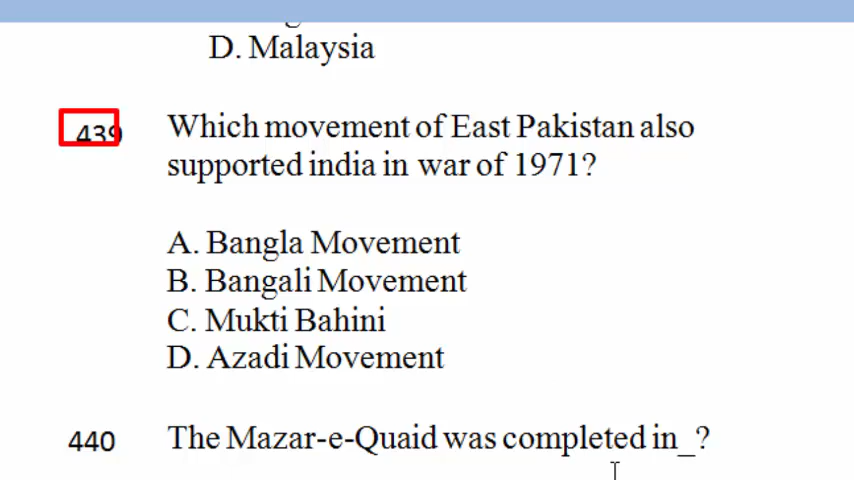 D. Malaysia
439 Which movement of East Pakistan also
supported india in war of 1971?
A. Bangla Movement
B. Bangali Movement
C. Mukti Bahini
D. Azadi Movement
440 The Mazar-e-Quaid was completed in_?